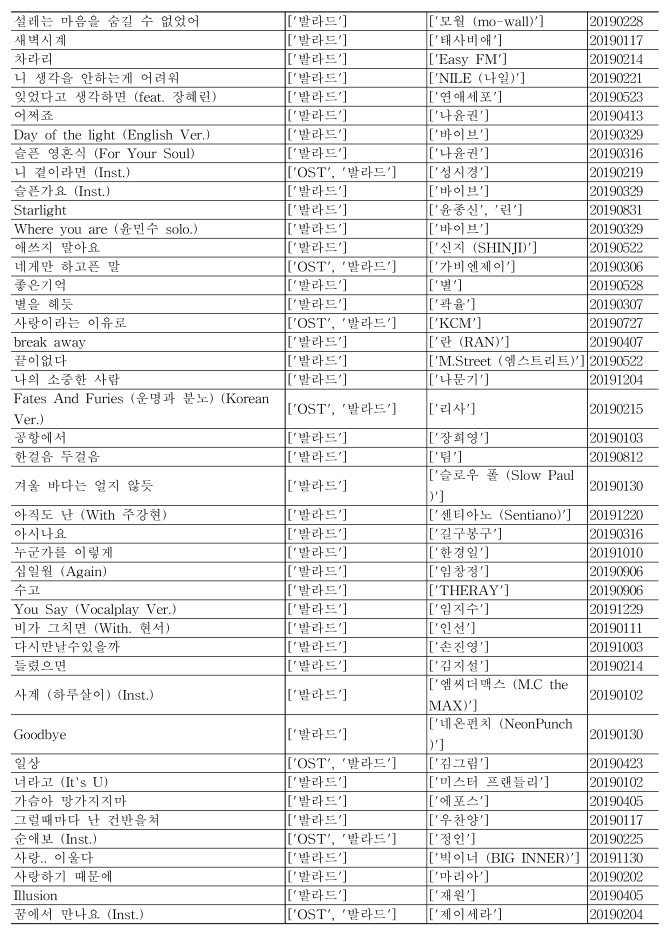 설레는 마음을 숨길 수 없었어 ['발라드'] ['모월 (mo-wall)'] 20190228
새벽시계 ['발라드'] ['태사비애'] 20190117
차라리 ['발라드'] ['Easy FM'] 20190214
니 생각을 안하는게 어려워 ['발라드'] ['NILE (나일)'] 20190221
잊었다고 생각하면 (feat. 장혜린) ['발라드'] ['연애세포'] 20190523
어쩌죠 ['발라드'] ['나윤권'] 20190413
Day of the light (English Ver.) ['발라드'] ['바이브'] 20190329
슬픈 영혼식 (For Your Soul) ['발라드'] ['나윤권'] 20190316
니 곁이라면 (Inst.) ['OST', '발라드'] ['성시경'] 20190219
슬픈가요 (Inst.) ['발라드'] ['바이브'] 20190329
Starlight ['발라드'] ['윤종신', '린'] 20190831
Where you are (윤민수 solo.) ['발라드'] ['바이브'] 20190329
애쓰지 말아요 ['발라드'] ['신지 (SHINJI)'] 20190522
네게만 하고픈 말 ['OST', '발라드'] ['가비엔제이'] 20190306
좋은기억 ['발라드'] ['별'] 20190528
별을 헤듯 ['발라드'] ['곽율'] 20190307
사랑이라는 이유로 ['OST', '발라드'] ['KCM'] 20190727
break away ['발라드'] ['란 (RAN)'] 20190407
끝이없다 ['발라드'] ['M.Street (엠스트리트)'] 20190522
나의 소중한 사람 ['발라드'] ['나문기'] 20191204
Fates And Furies (운명과 분노) (Korean
Ver.) ['OST', '발라드'] ['리사'] 20190215
공항에서 ['발라드'] ['장희영'] 20190103
한걸음 두걸음 ['발라드'] ['팀'] 20190812
겨울 바다는 얼지 않듯 ['발라드'] ['슬로우 폴 (Slow Paul
)'] 20190130
아직도 난 (With 주강현) ['발라드'] ['센티아노 (Sentiano)'] 20191220
아시나요 ['발라드'] ['길구봉구'] 20190316
누군가를 이렇게 ['발라드'] ['한경일'] 20191010
십일월 (Again) ['발라드'] ['임창정'] 20190906
수고 ['발라드'] ['THERAY'] 20190906
You Say (Vocalplay Ver.) ['발라드'] ['임지수'] 20191229
비가 그치면 (With. 현서) ['발라드'] ['인선'] 20190111
다시만날수있을까 ['발라드'] ['손진영'] 20191003
들렸으면 ['발라드'] ['김지설'] 20190214
사계 (하루살이) (Inst.) ['발라드'] ['엠씨더맥스 (M.C the
MAX)'] 20190102
Goodbye ['발라드'] ['네온펀치 (NeonPunch
)'] 20190130
일상 ['OST', '발라드'] ['김그림'] 20190423
너라고 (It's U) ['발라드'] ['미스터 프랜들리'] 20190102
가슴아 망가지지마 ['발라드'] ['에포스'] 20190405
그럴때마다 난 건반을쳐 ['발라드'] ['우찬양'] 20190117
순애보 (Inst.) ['OST', '발라드'] ['정인'] 20190225
사랑.. 이울다 ['발라드'] ['빅이너 (BIG INNER)'] 20191130
사랑하기 때문에 ['발라드'] ['마리아'] 20190202
Illusion ['발라드'] ['재원'] 20190405
꿈에서 만나요 (Inst.) ['OST', '발라드'] ['제이세라'] 20190204